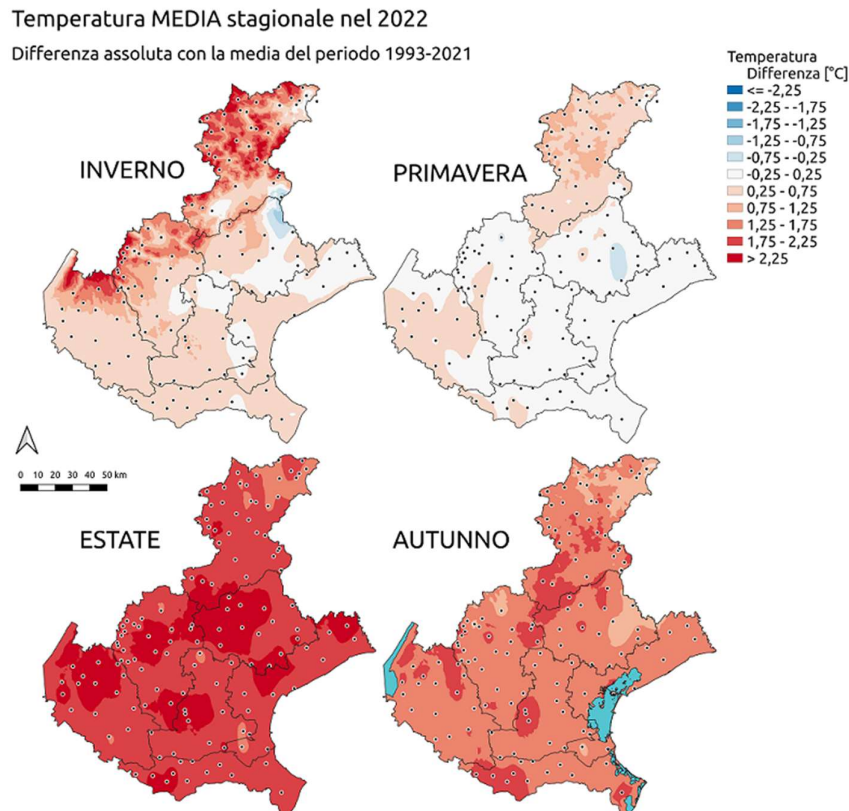 Temperatura MEDIA stagionale nel 2022
Differenza assoluta con la media del periodo 1993-2021
Temperatura
Differenza [°C]
<= -2,25
-2,25 - -1,75
-1,75 - -1,25
-1,25 - -0,75
-0,75 - -0,25
-0,25 - 0,25
0,25 - 0,75
0,75 - 1,25
1,25 - 1,75
1,75 - 2,25
> 2,25
INVERNO
PRIMAVERA
0 10 20 30 40 50 km
ESTATE
AUTUNNO